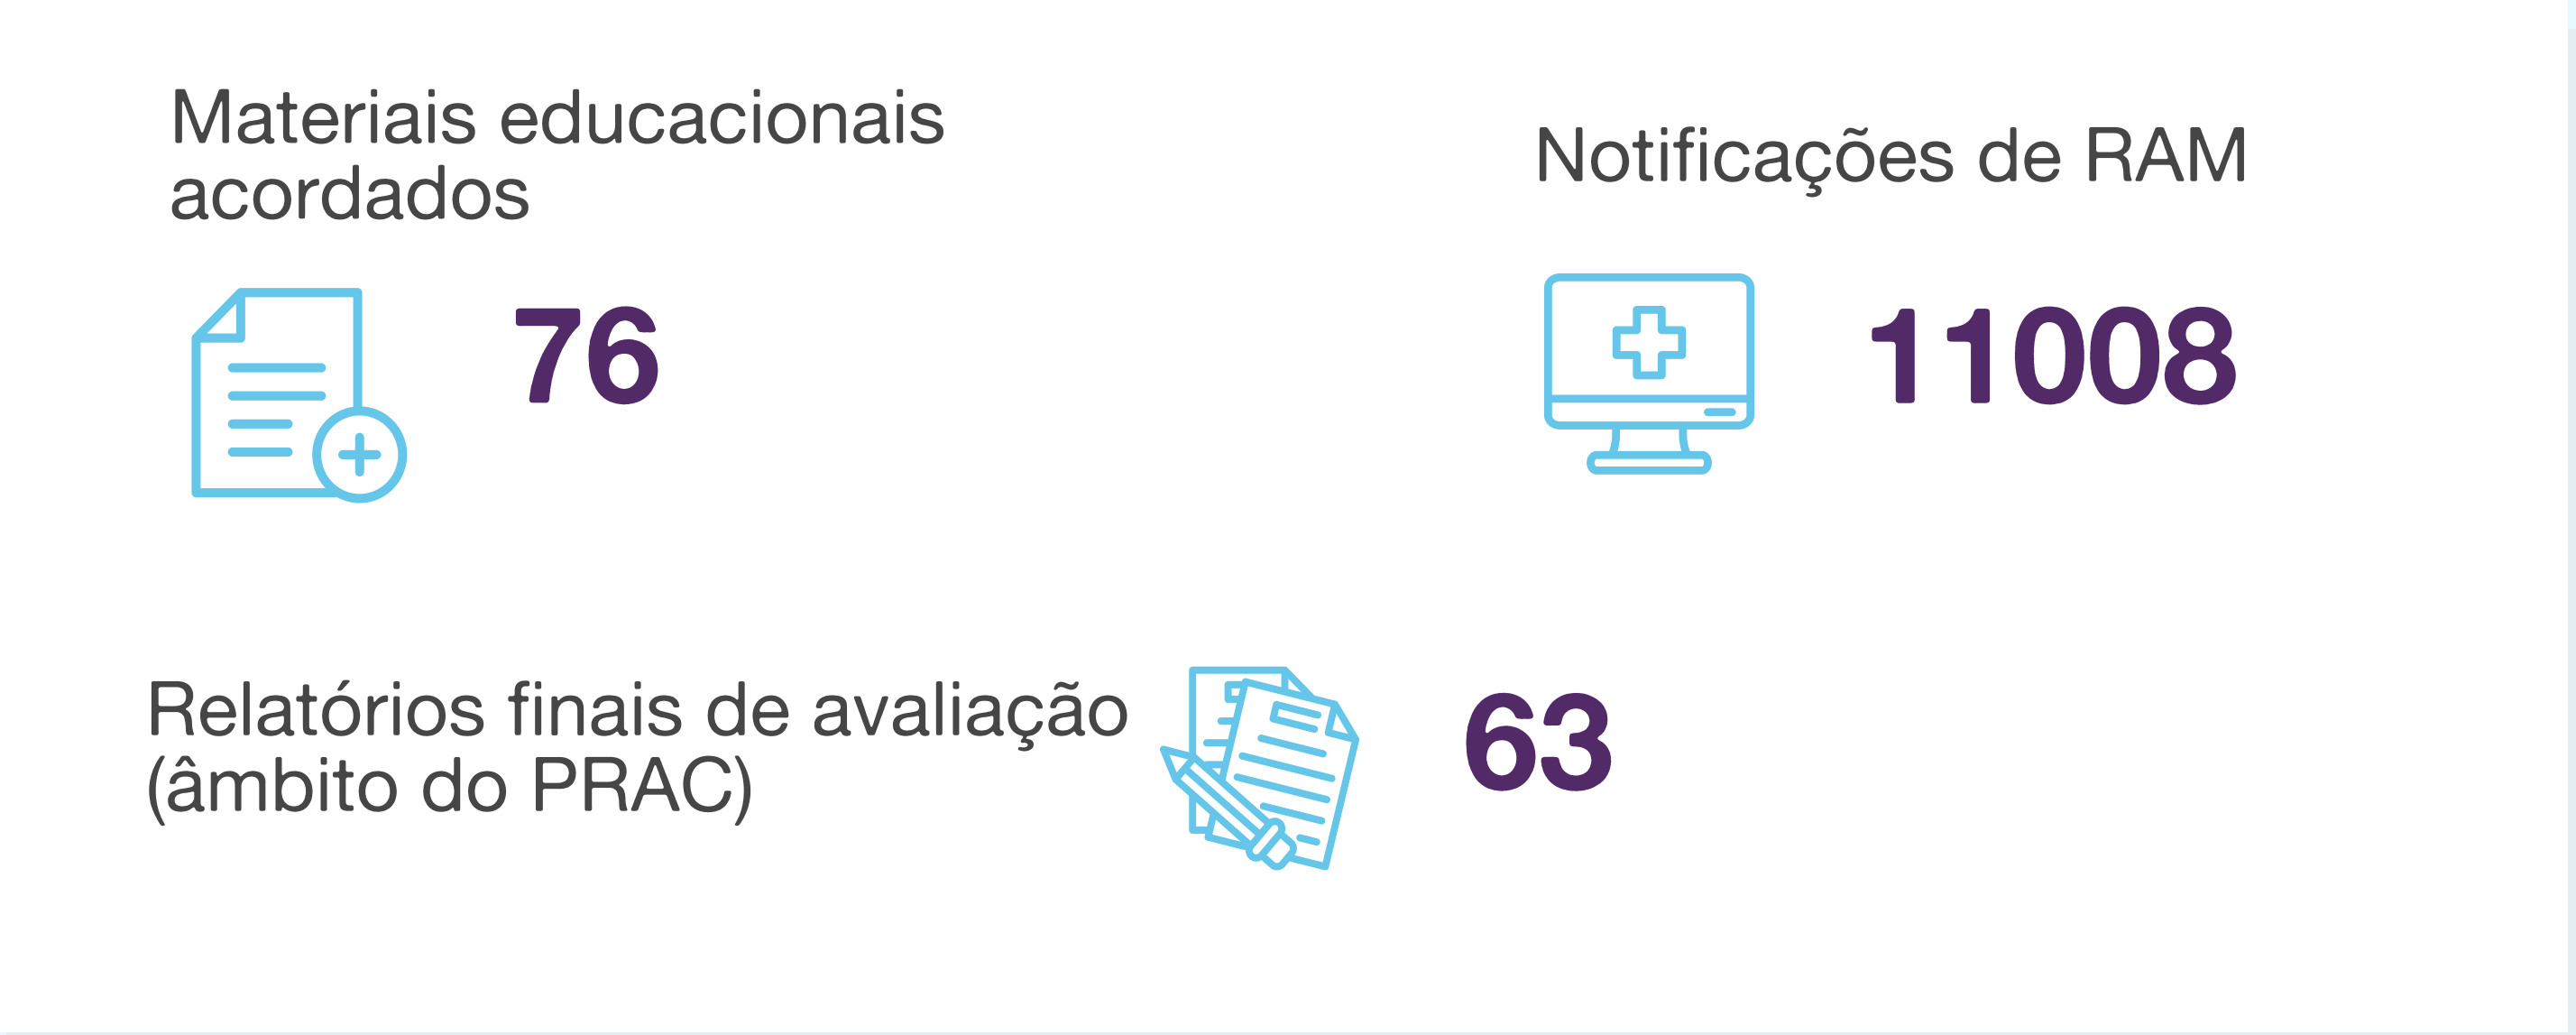 Materiais educacionais
acordados
76
Notificações de RAM
11008
Relatórios finais de avaliação
(âmbito do PRAC)
63